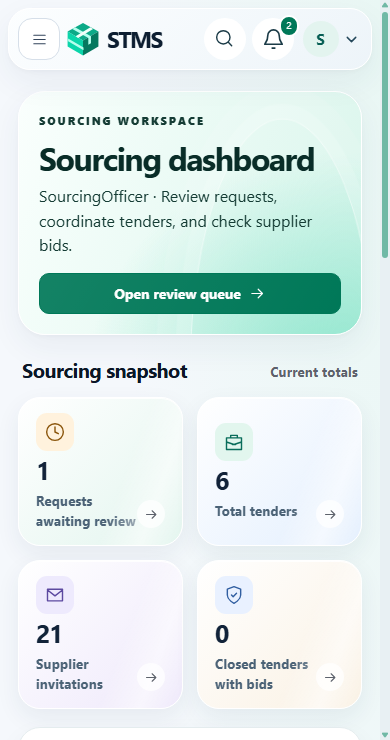 STMS
2
S
SOURCING WORKSPACE
Sourcing dashboard
SourcingOfficer · Review requests,
coordinate tenders, and check supplier
bids.
Open review queue →
Sourcing snapshot
Current totals
1
Requests
awaiting review →
6
Total tenders →
21
Supplier
invitations →
0
Closed tenders
with bids →